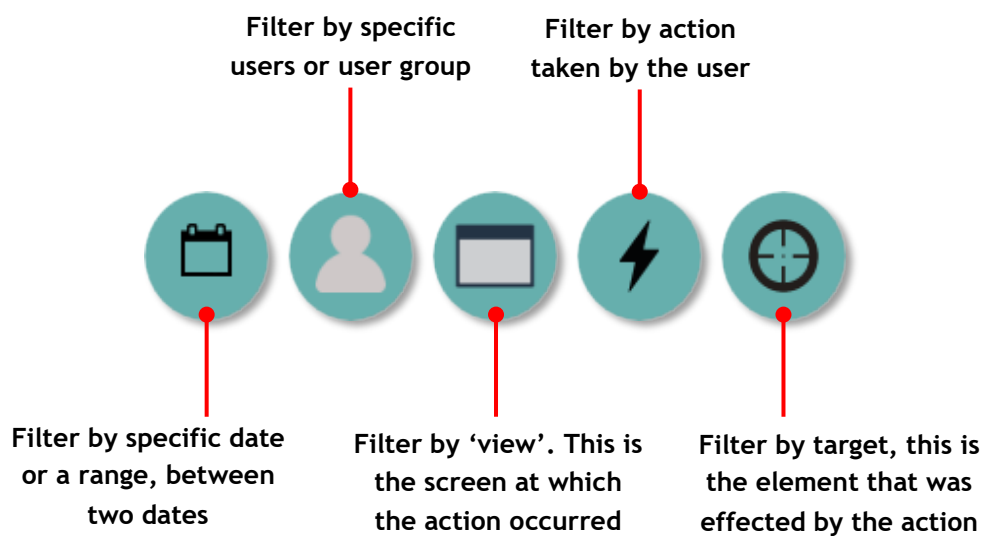 Filter by specific
users or user group
Filter by action
taken by the user
Filter by specific date
or a range, between
two dates
Filter by ‘view’. This is
the screen at which
the action occurred
Filter by target, this is
the element that was
effected by the action